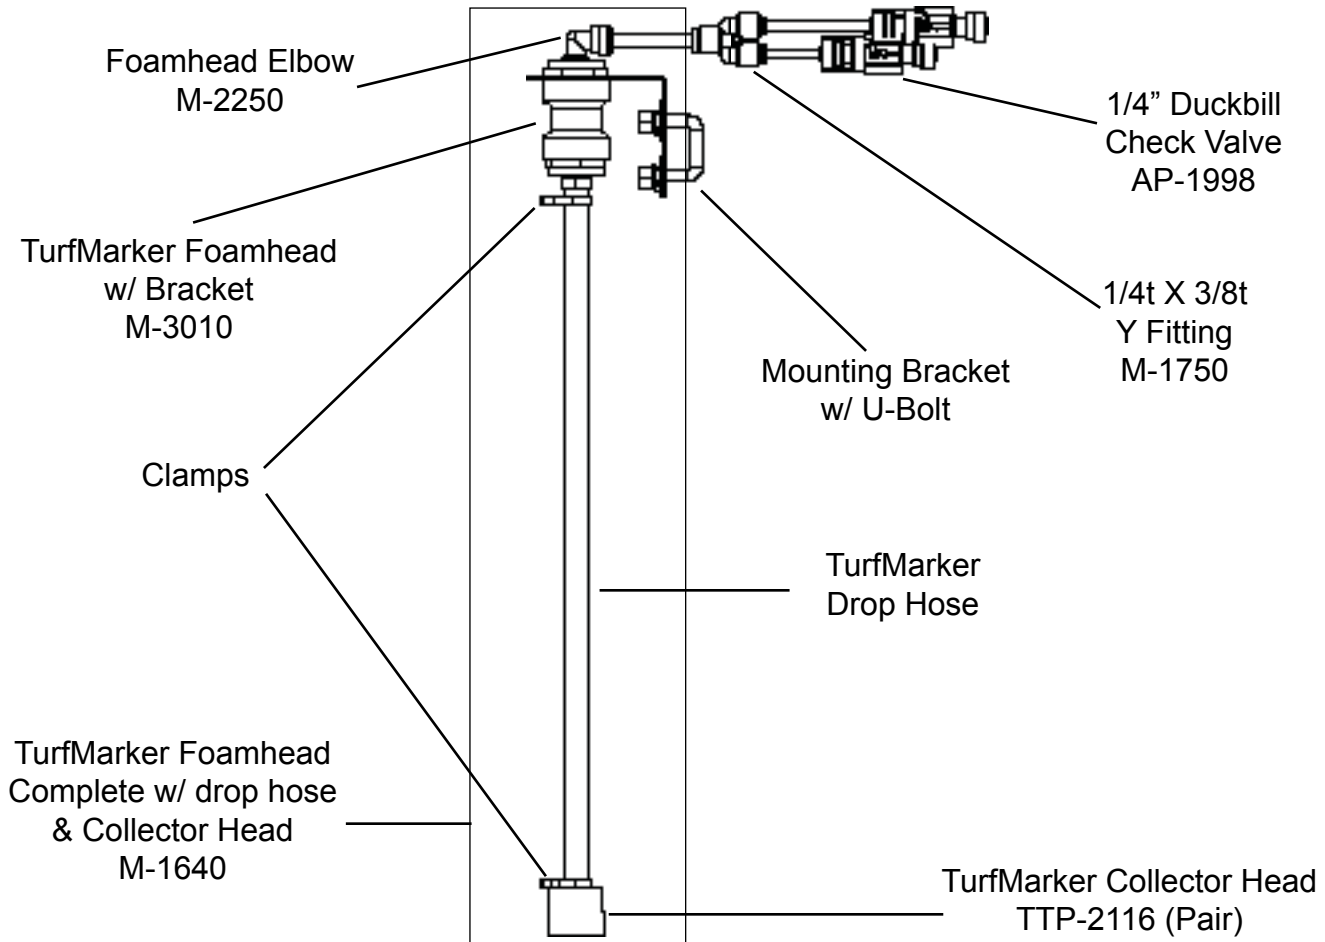 Foamhead Elbow
M-2250
1/4” Duckbill
Check Valve
AP-1998
TurfMarker Foamhead
w/ Bracket
M-3010
1/4t X 3/8t
Y Fitting
M-1750
Mounting Bracket
w/ U-Bolt
Clamps
TurfMarker
Drop Hose
TurfMarker Foamhead
Complete w/ drop hose
& Collector Head
M-1640
TurfMarker Collector Head
TTP-2116 (Pair)